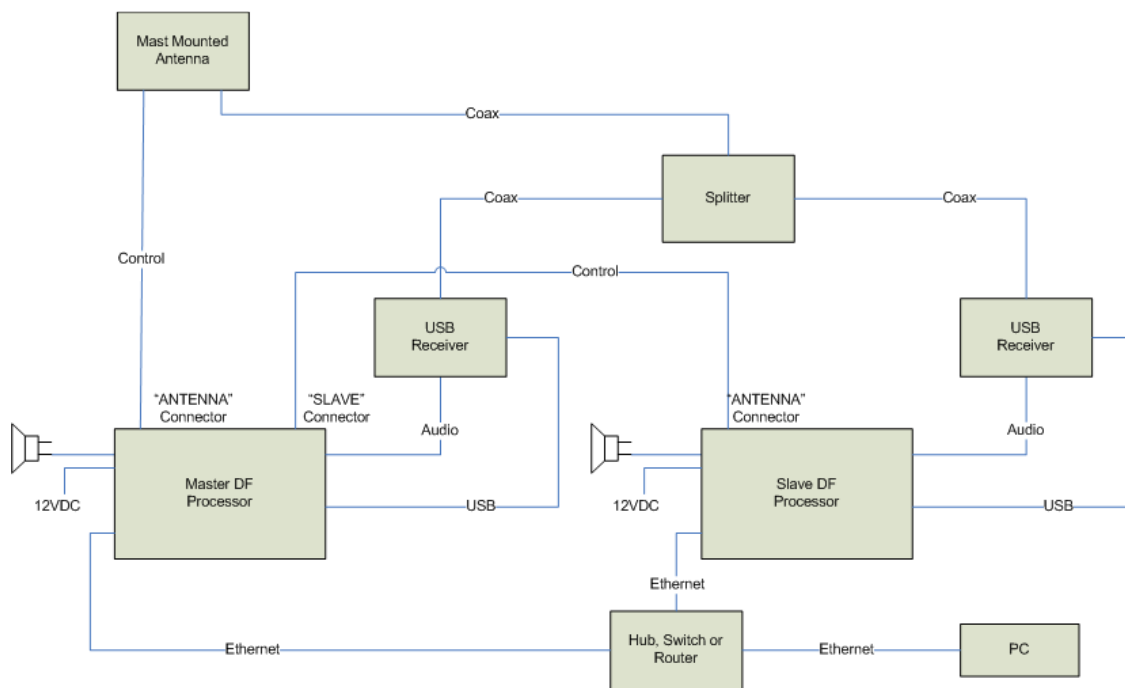 Mast Mounted
Antenna
Coax
Splitter
Coax
Coax
Control
Control
USB
Receiver
USB
Receiver
"ANTENNA"
Connector
"SLAVE"
Connector
"ANTENNA"
Connector
Audio
Audio
Master DF
Processor
Slave DF
Processor
12VDC
USB
12VDC
USB
Ethernet
Ethernet
Hub, Switch or
Router
Ethernet
PC